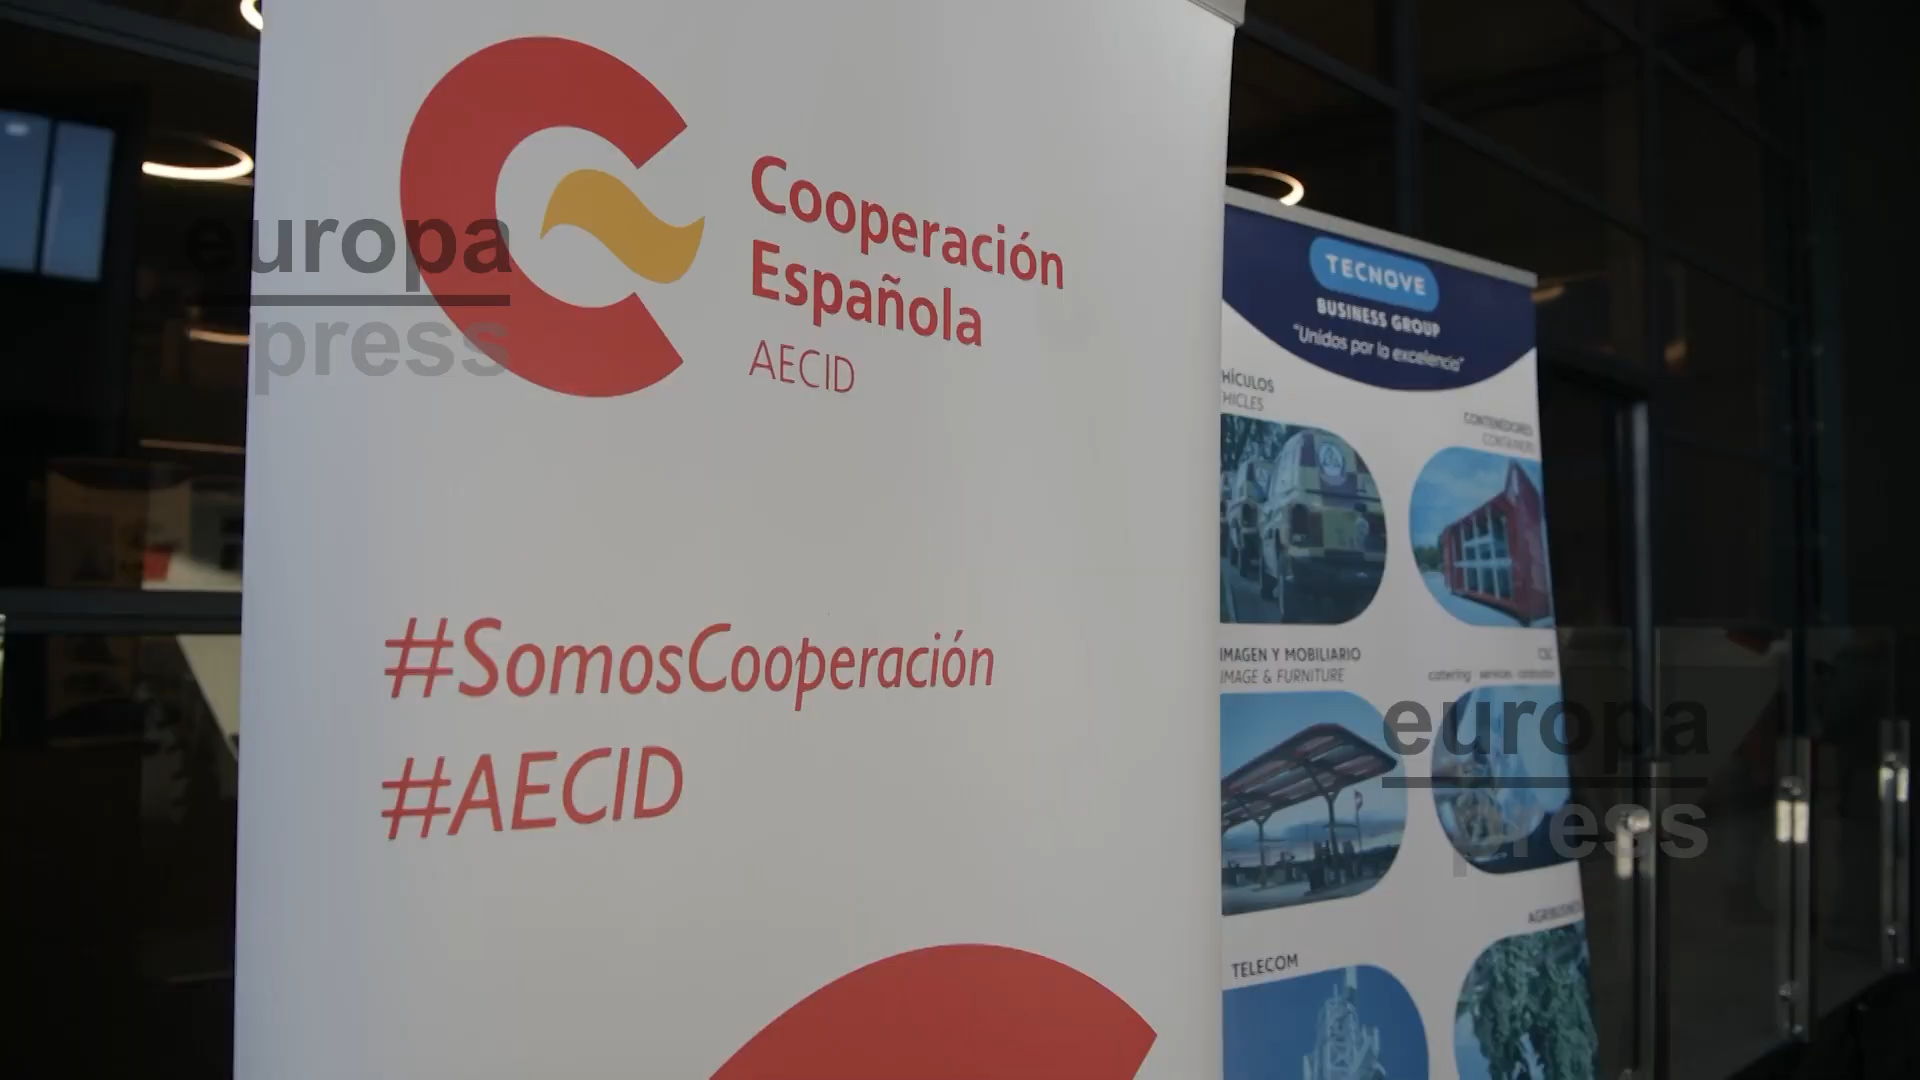 Cooperación
Española
AECID
#SomosCooperación
#AECID
TECNOVE
BUSINESS GROUP
"Unidos por la excelencia"
HÍCULOS
HICLES
CONTENEDORES
CONTAINERS
IMAGEN Y MOBILIARIO
IMAGE & FURNITURE
catering services
TELECOM
europa
press
europa
press